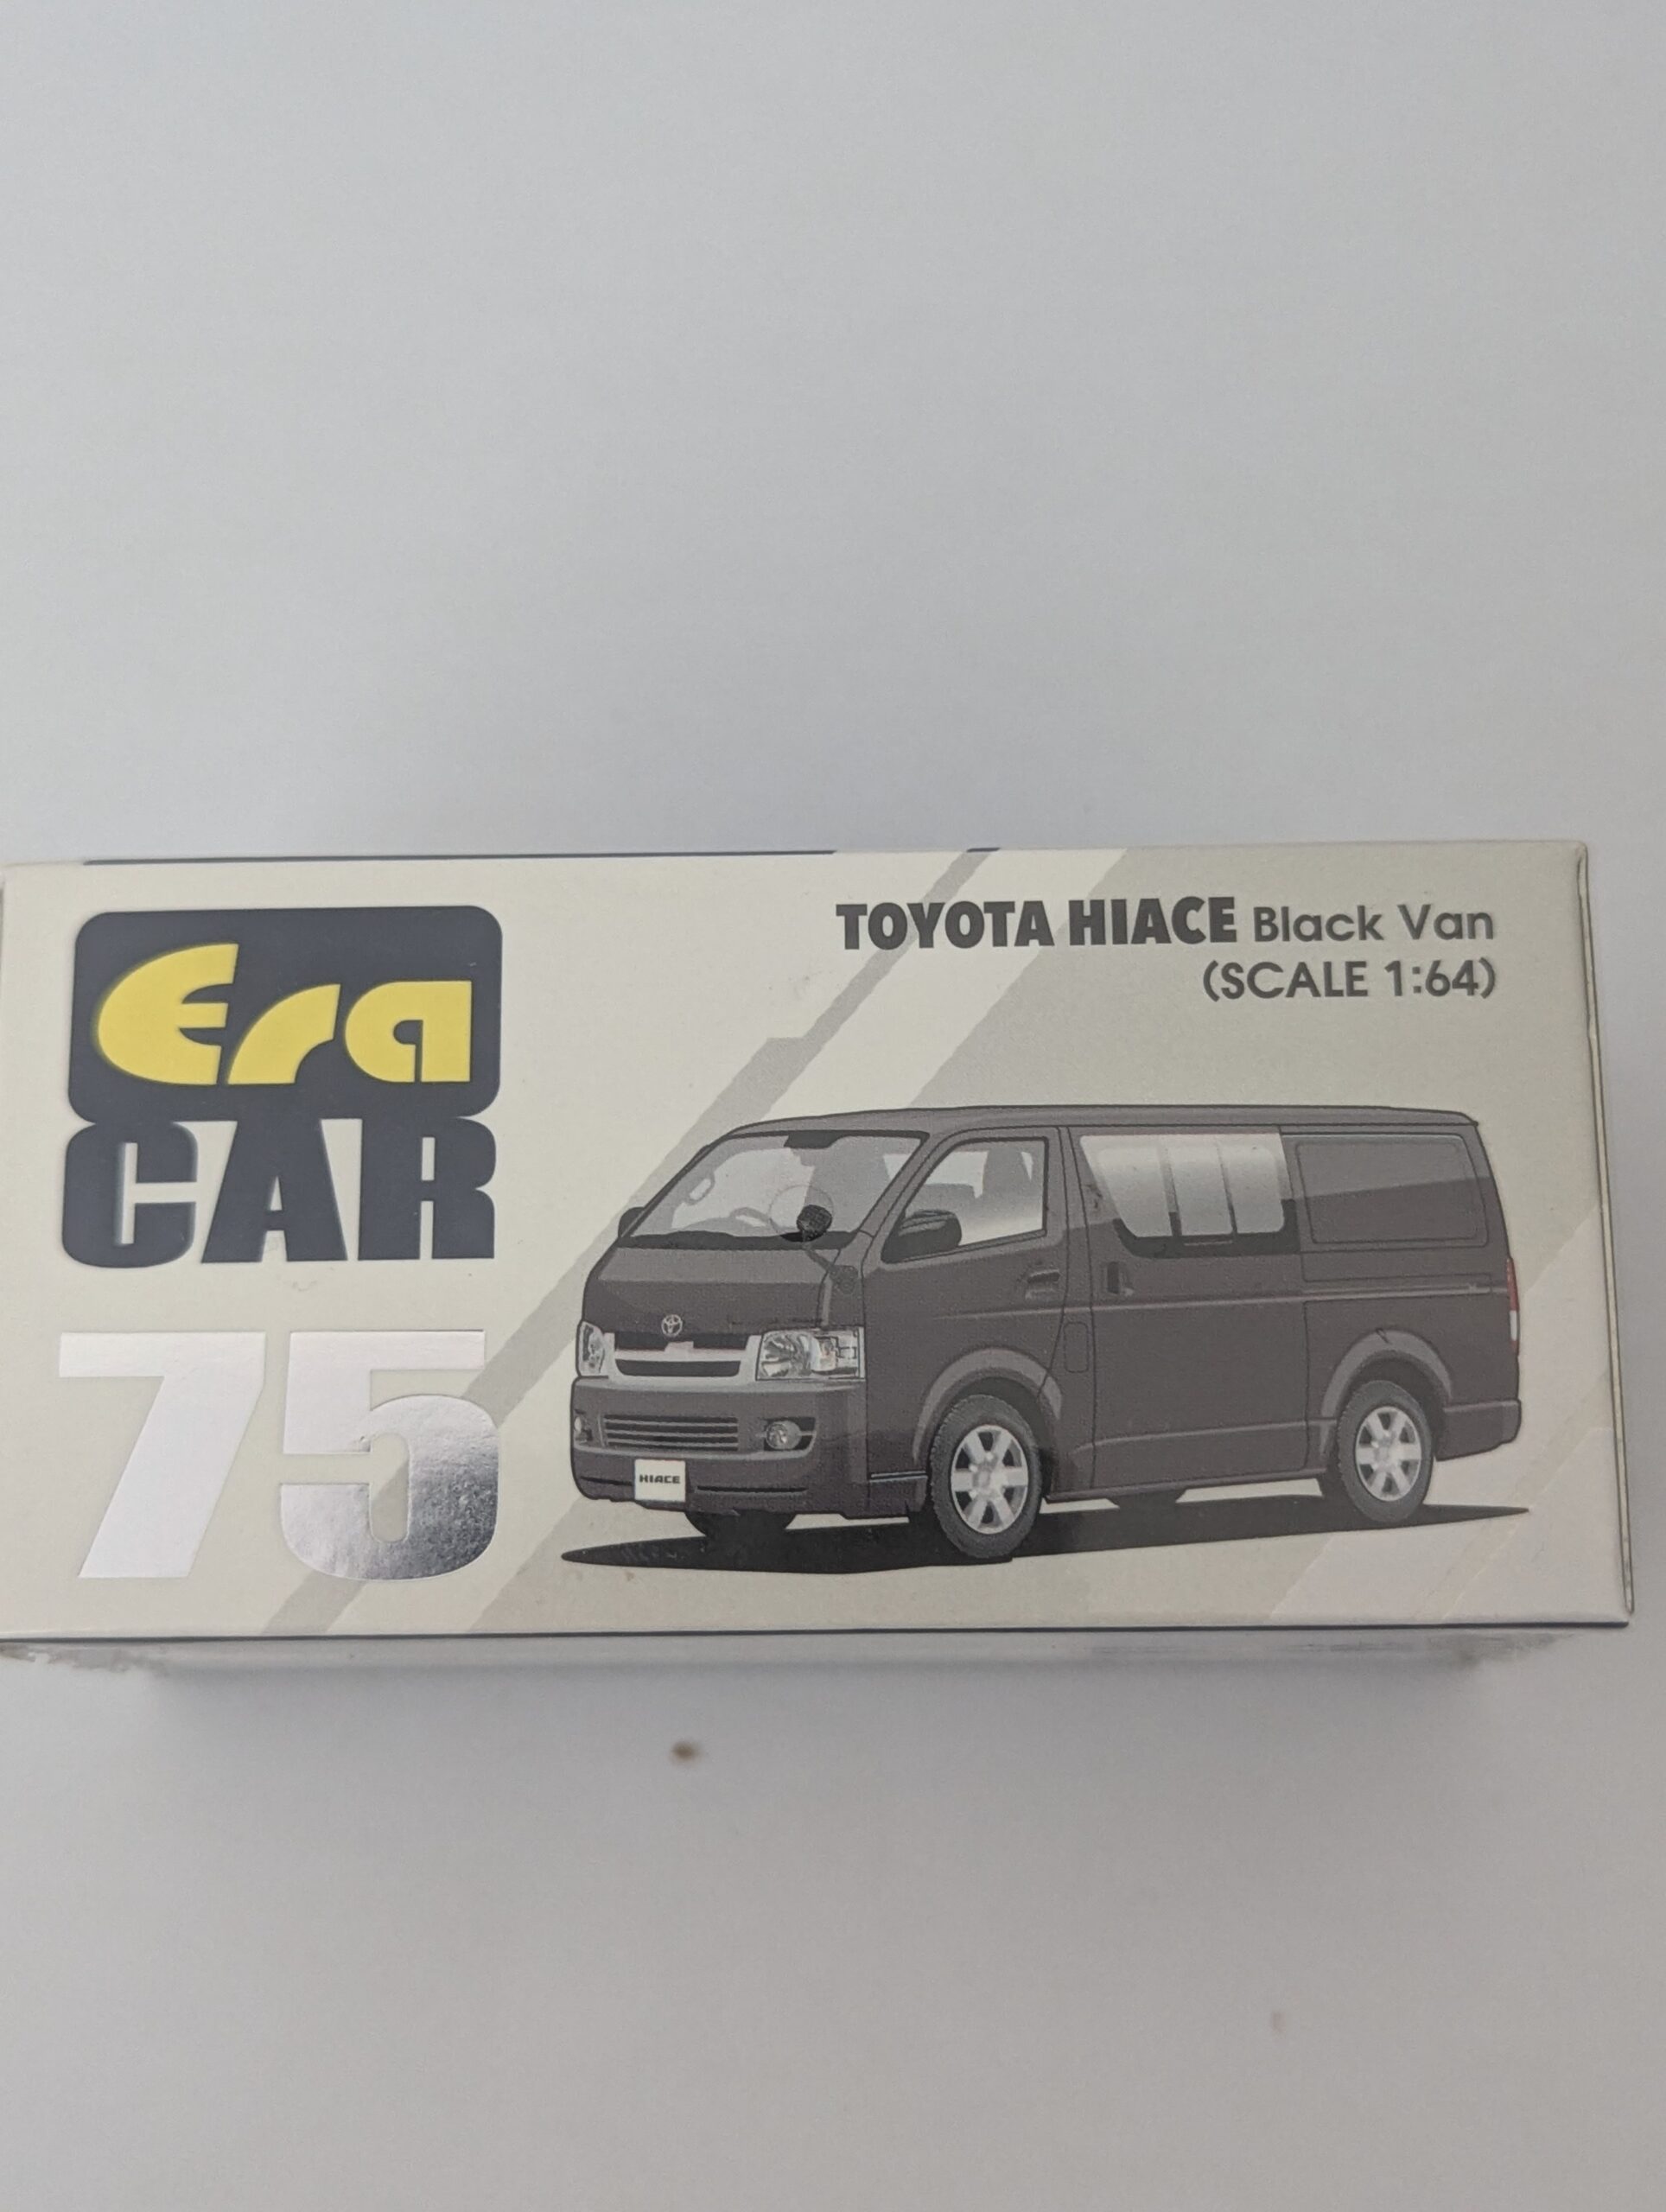 Era
CAR
75
TOYOTA HIACE Black Van
(SCALE 1:64)
HIACE